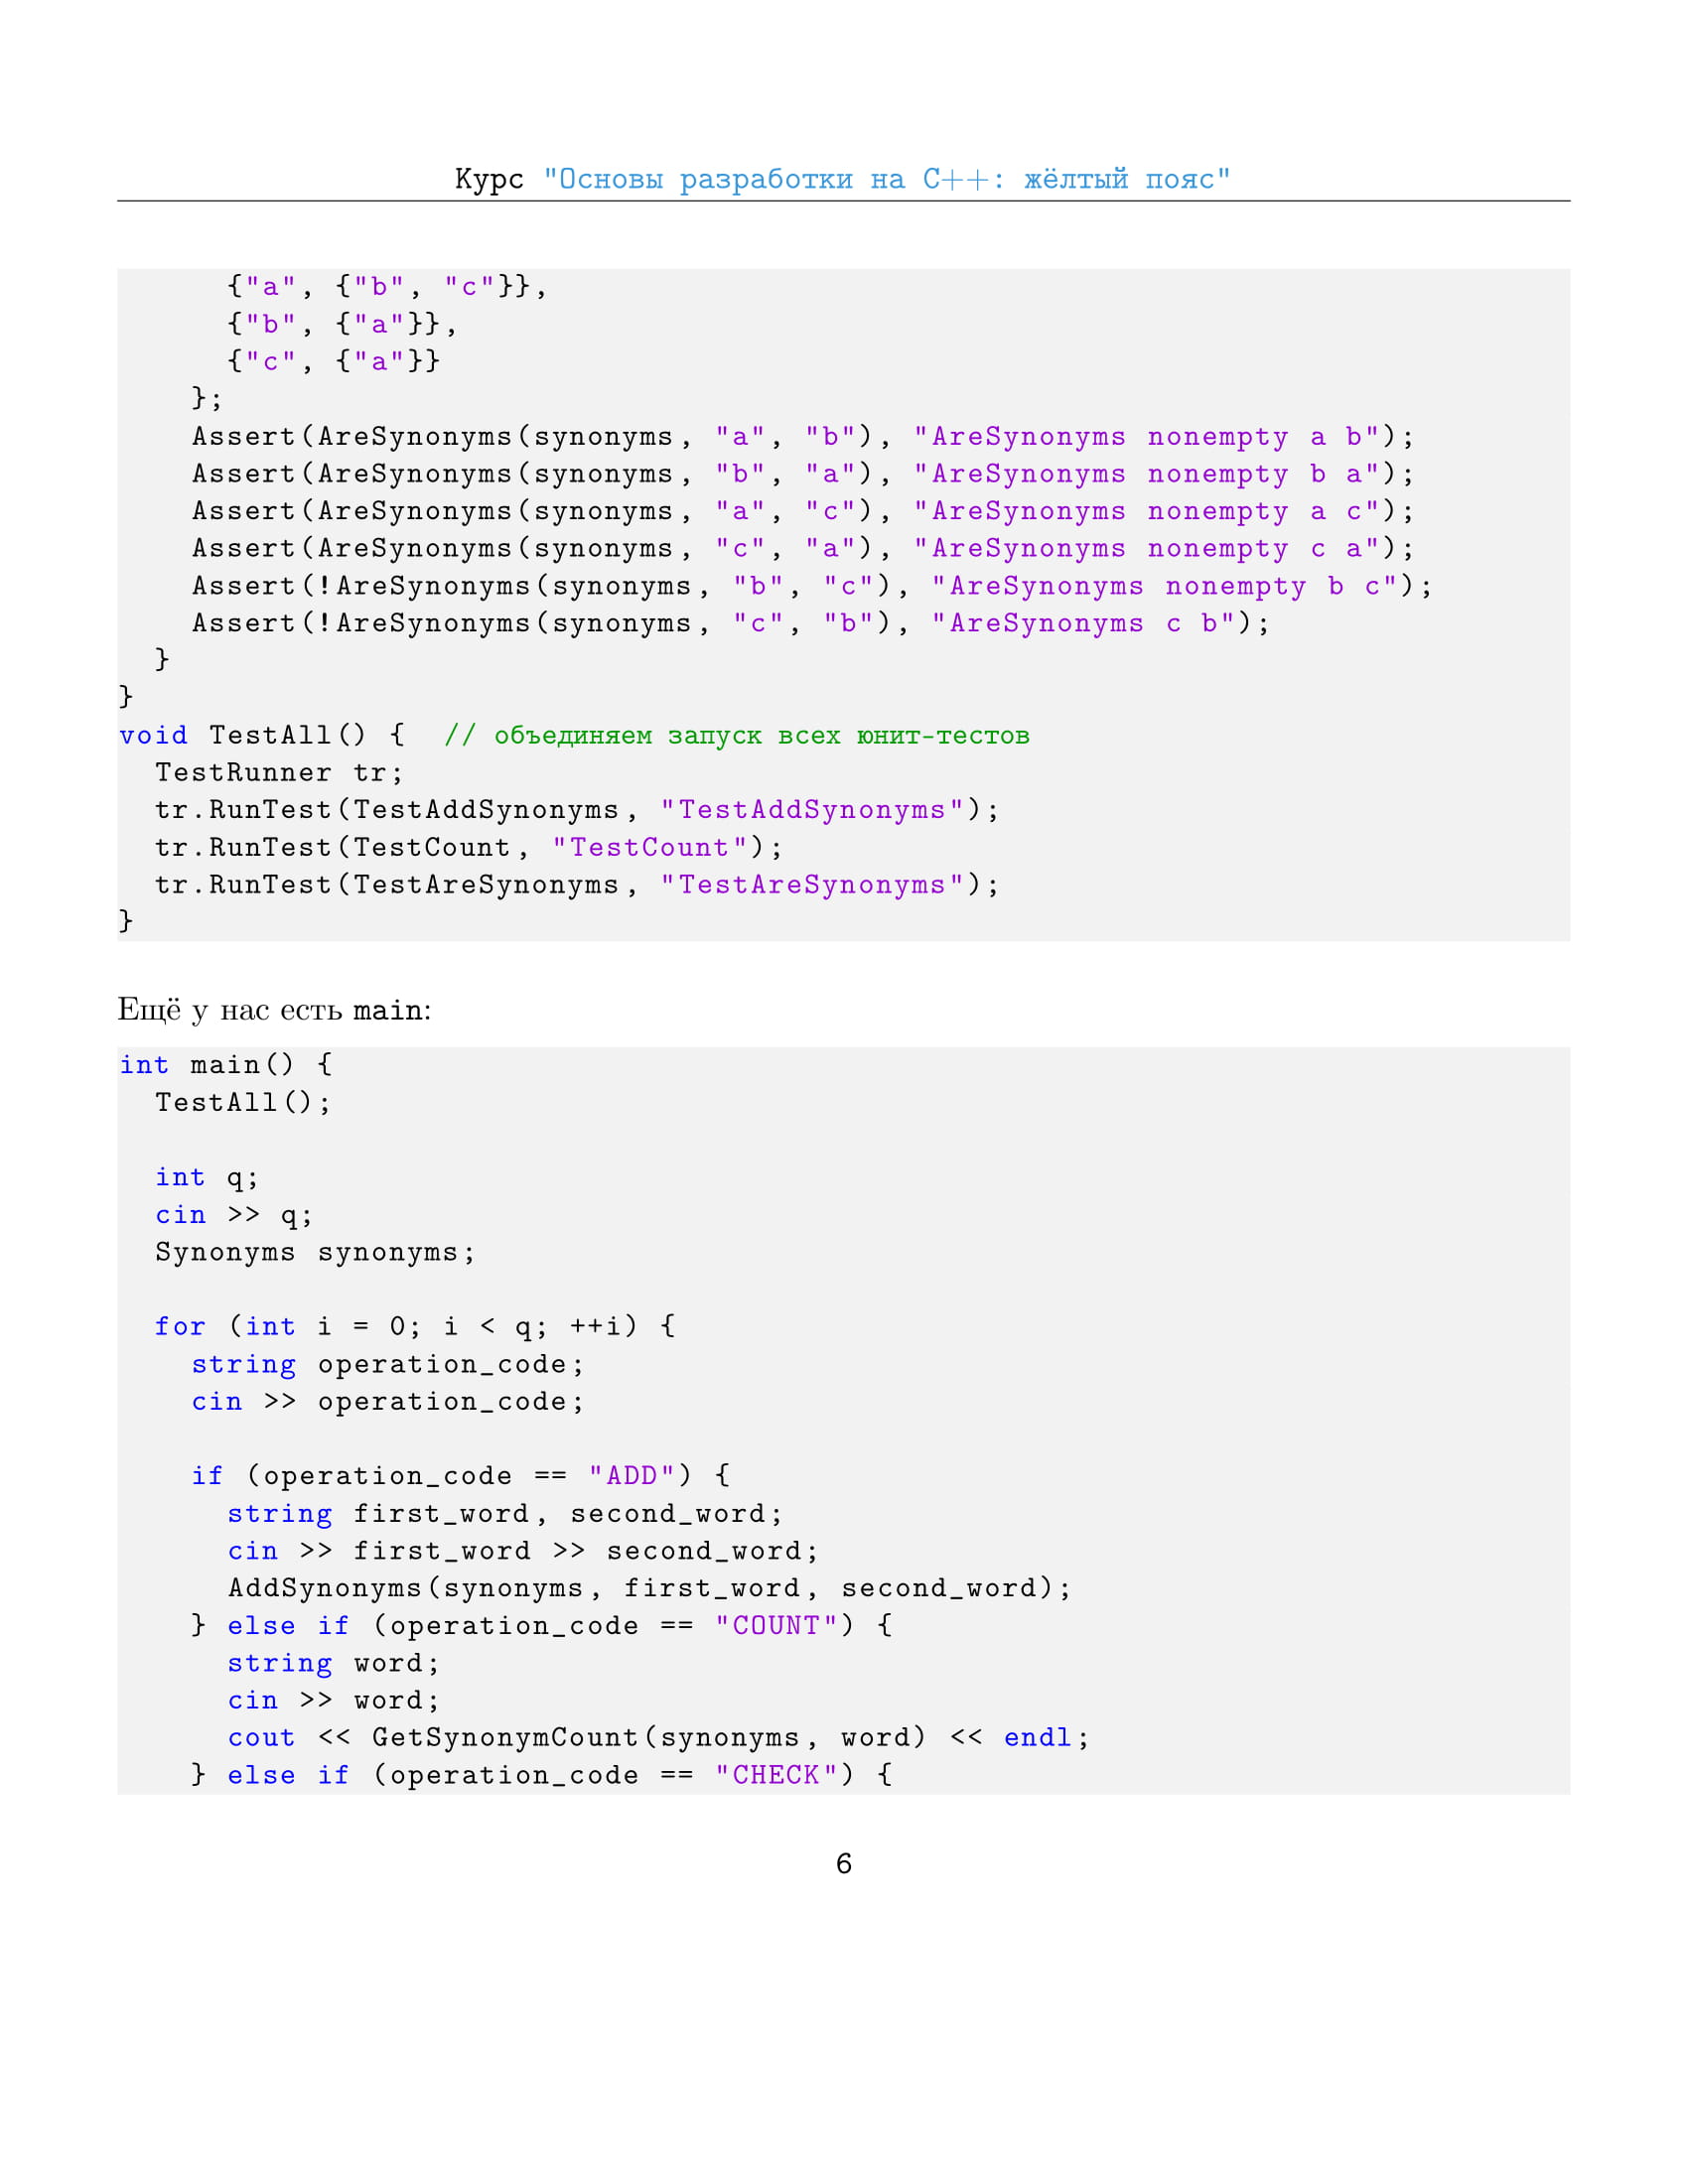 Курс "Основы разработки на C++: жёлтый пояс"
      {"a", {"b", "c"}},
      {"b", {"a"}},
      {"c", {"a"}}
    };
    Assert(AreSynonyms(synonyms, "a", "b"), "AreSynonyms nonempty a b");
    Assert(AreSynonyms(synonyms, "b", "a"), "AreSynonyms nonempty b a");
    Assert(AreSynonyms(synonyms, "a", "c"), "AreSynonyms nonempty a c");
    Assert(AreSynonyms(synonyms, "c", "a"), "AreSynonyms nonempty c a");
    Assert(!AreSynonyms(synonyms, "b", "c"), "AreSynonyms nonempty b c");
    Assert(!AreSynonyms(synonyms, "c", "b"), "AreSynonyms c b");
  }
}
void TestAll() {  // объединяем запуск всех юнит-тестов
  TestRunner tr;
  tr.RunTest(TestAddSynonyms, "TestAddSynonyms");
  tr.RunTest(TestCount, "TestCount");
  tr.RunTest(TestAreSynonyms, "TestAreSynonyms");
}
Ещё у нас есть main:
int main() {
  TestAll();
  int q;
  cin >> q;
  Synonyms synonyms;
  for (int i = 0; i < q; ++i) {
    string operation_code;
    cin >> operation_code;
    if (operation_code == "ADD") {
      string first_word, second_word;
      cin >> first_word >> second_word;
      AddSynonyms(synonyms, first_word, second_word);
    } else if (operation_code == "COUNT") {
      string word;
      cin >> word;
      cout << GetSynonymCount(synonyms, word) << endl;
    } else if (operation_code == "CHECK") {
6